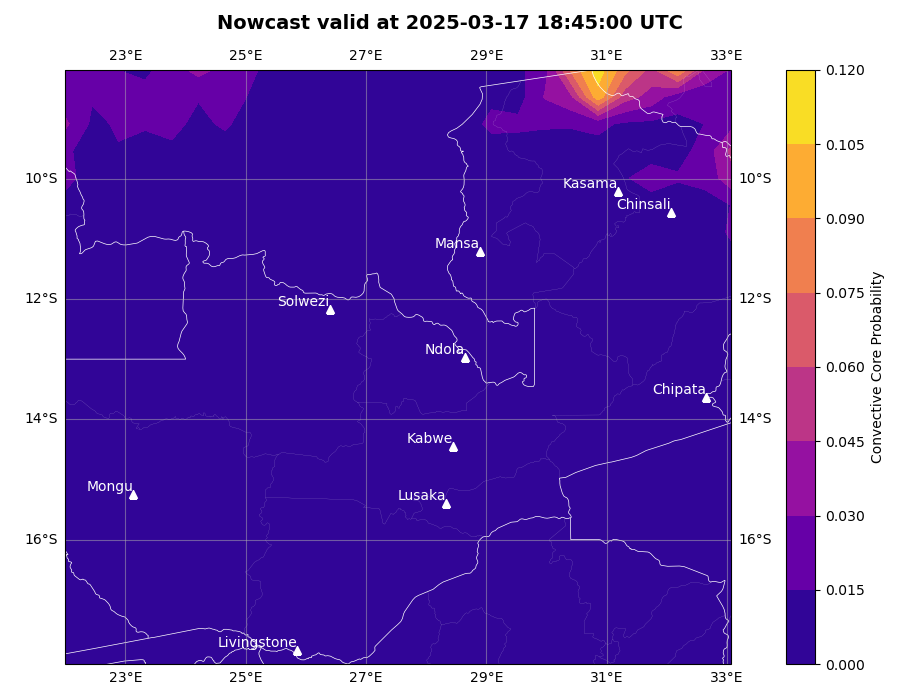 Nowcast valid at 2025-03-17 18:45:00 UTC
23°E 25°E 27°E 29°E 31°E 33°E
0.120
0.105
10°S Kasama 10°S
Chinsali
0.090
Mansa
0.075
12°S Solwezi 12°S
Ndola
0.060
Chipata
14°S 14°S
Kabwe
0.045
Mongu
Lusaka
0.030
16°S 16°S
0.015
Livingstone
0.000
23°E 25°E 27°E 29°E 31°E 33°E
Convective Core Probability